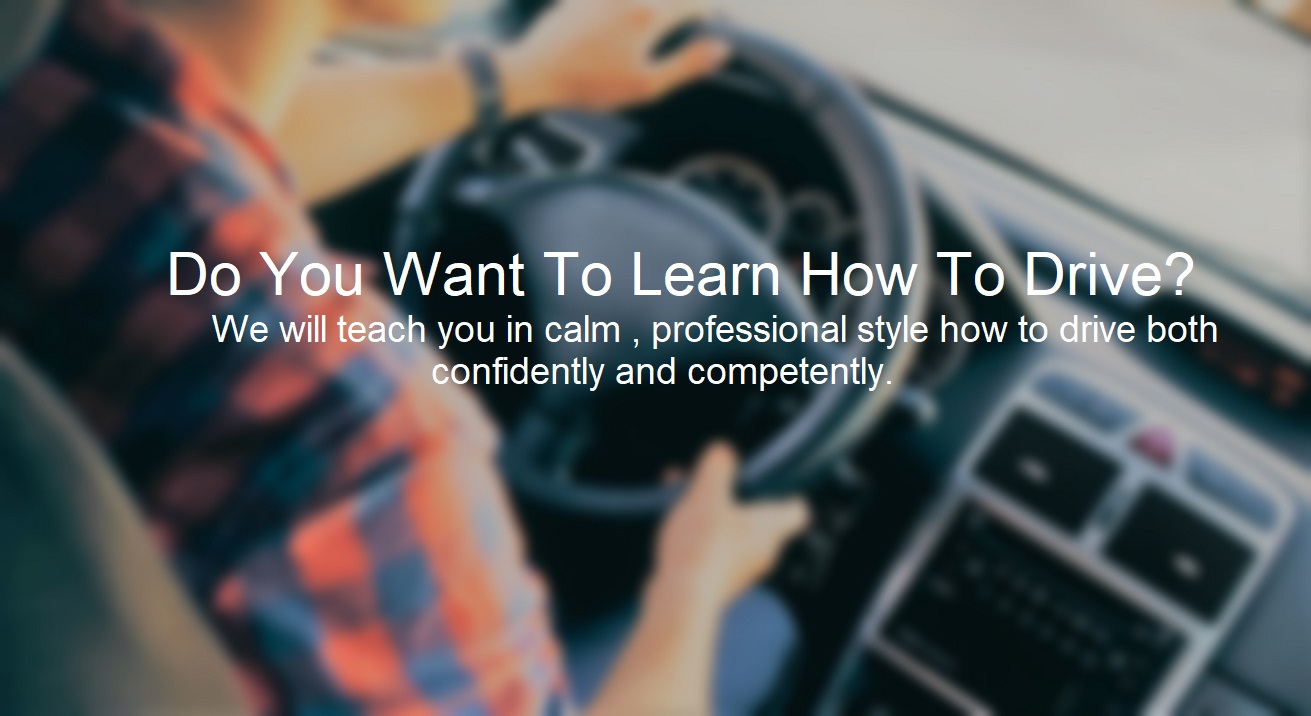 Do You Want To Learn How To Drive?
We will teach you in calm , professional style how to drive both
confidently and competently.